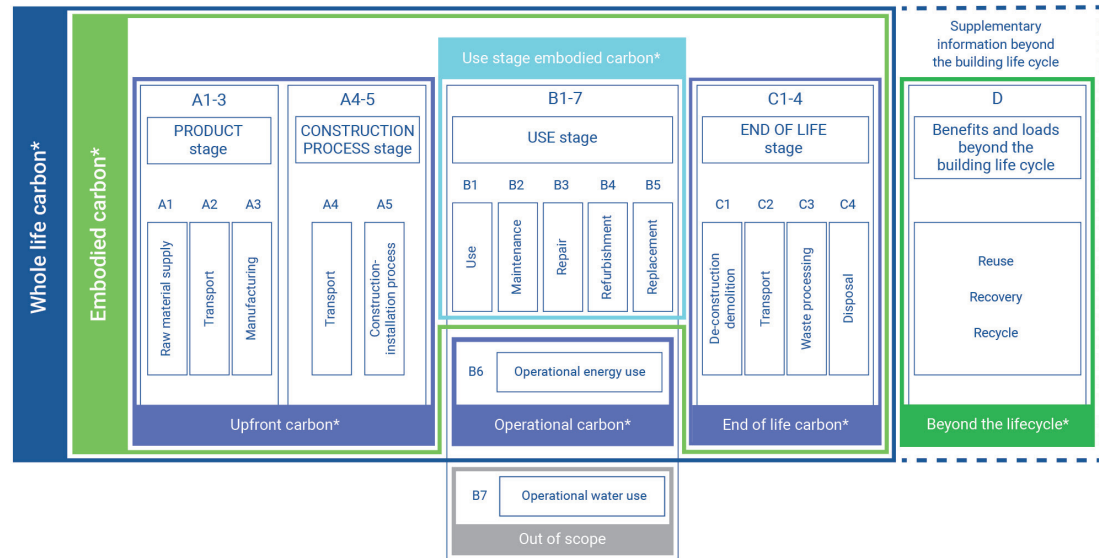 Whole life carbon*
Embodied carbon*
Use stage embodied carbon*
Supplementary
information beyond
the building life cycle
A1-3
PRODUCT
stage
A4-5
CONSTRUCTION
PROCESS stage
B1-7
USE stage
C1-4
END OF LIFE
stage
D
Benefits and loads
beyond the
building life cycle
A1
A2
A3
A4
A5
B1
B2
B3
B4
B5
C1
C2
C3
C4
Raw material supply
Transport
Manufacturing
Transport
Construction-
installation process
Use
Maintenance
Repair
Refurbishment
Replacement
De-construction
demolition
Transport
Waste processing
Disposal
Reuse
Recovery
Recycle
B6
Operational energy use
Upfront carbon*
Operational carbon*
End of life carbon*
Beyond the lifecycle*
B7
Operational water use
Out of scope